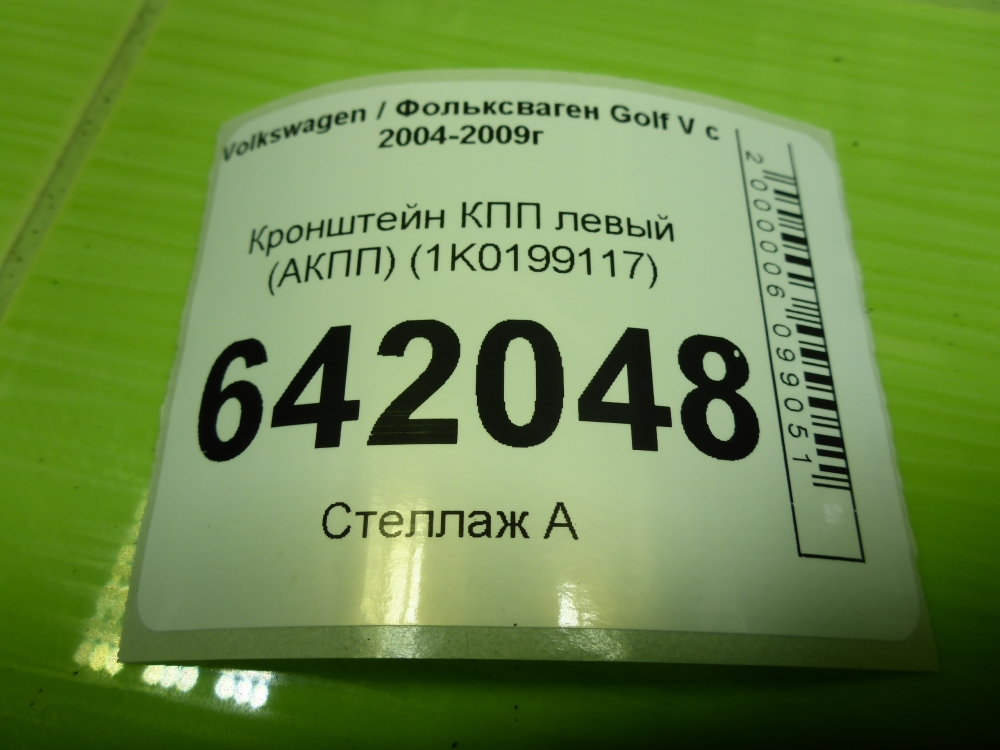 Volkswagen / Фольксваген Golf V с
2004-2009г
Кронштейн КПП левый
(АКПП) (1K0199117)
642048
Стеллаж А
2000006099051